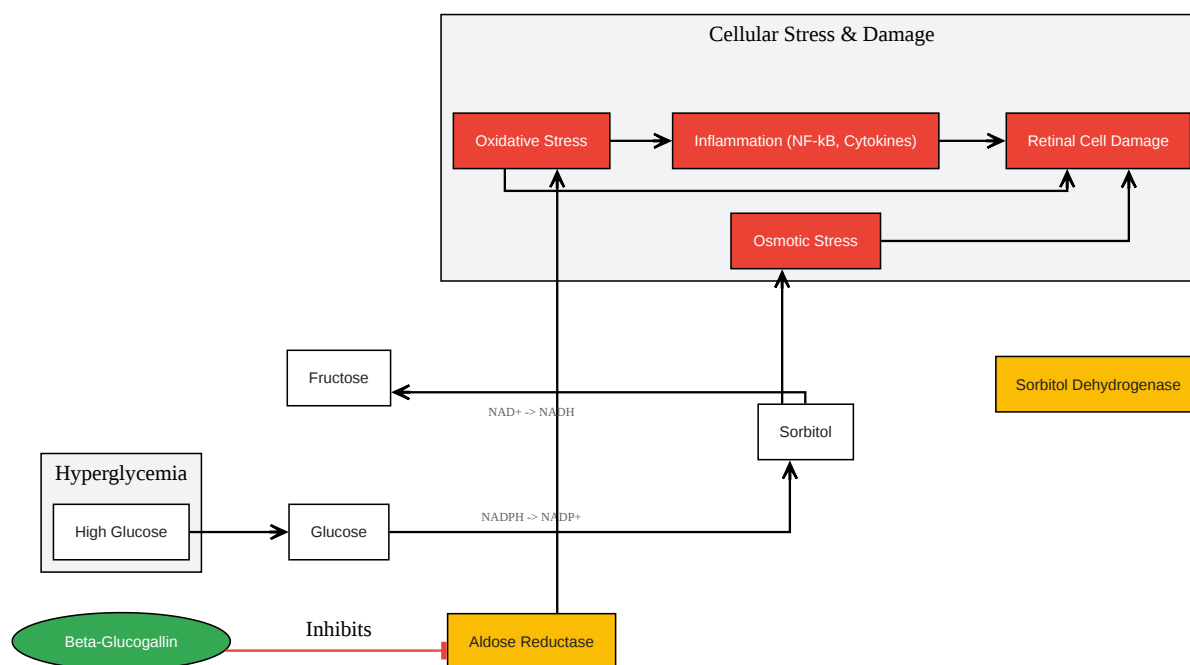 Cellular Stress & Damage
Oxidative Stress
Inflammation (NF-kB, Cytokines)
Retinal Cell Damage
Osmotic Stress
Fructose
Sorbitol Dehydrogenase
NAD+ -> NADH
Sorbitol
Hyperglycemia
High Glucose
Glucose
NADPH -> NADP+
Beta-Glucogallin
Inhibits
Aldose Reductase